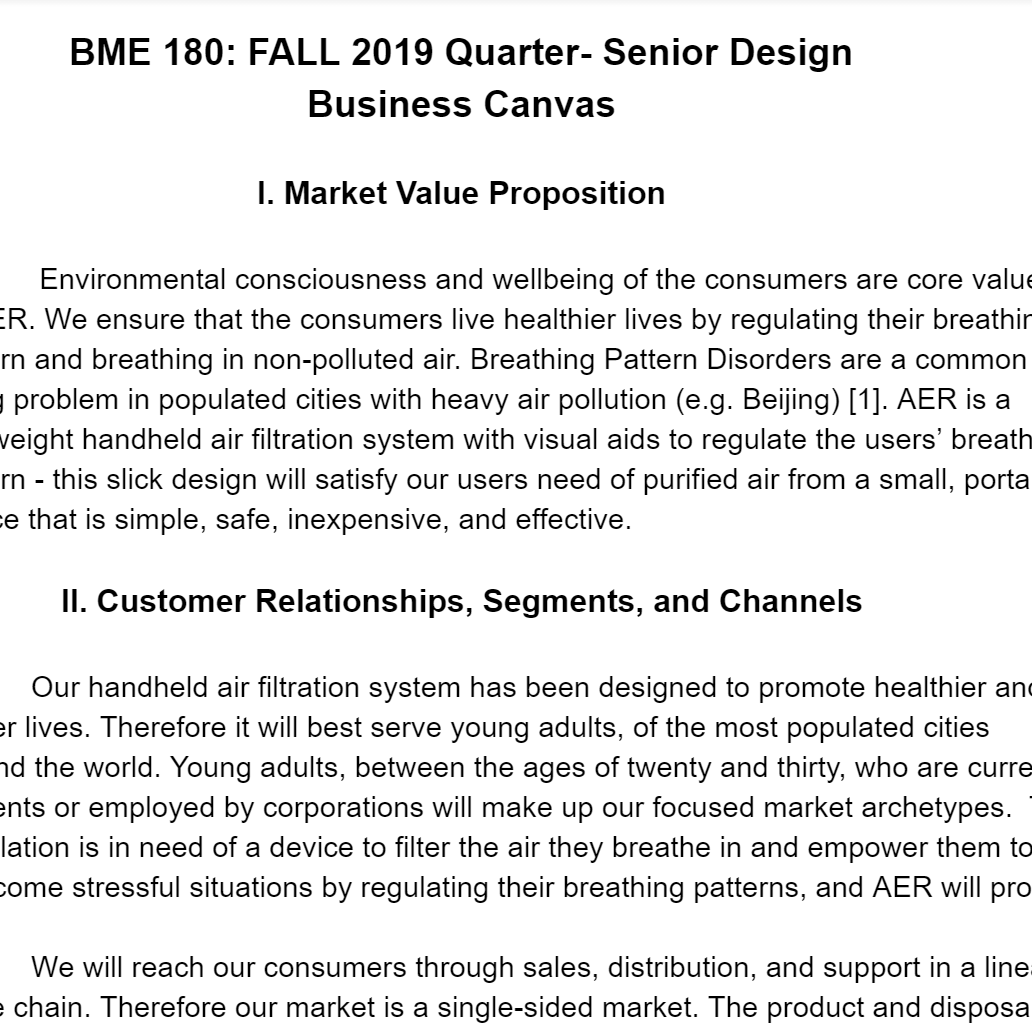 BME 180: FALL 2019 Quarter- Senior Design
Business Canvas
I. Market Value Proposition
Environmental consciousness and wellbeing of the consumers are core value
ER. We ensure that the consumers live healthier lives by regulating their breathin
rn and breathing in non-polluted air. Breathing Pattern Disorders are a common
g problem in populated cities with heavy air pollution (e.g. Beijing) [1]. AER is a
weight handheld air filtration system with visual aids to regulate the users’ breath
rn - this slick design will satisfy our users need of purified air from a small, porta
ce that is simple, safe, inexpensive, and effective.
II. Customer Relationships, Segments, and Channels
Our handheld air filtration system has been designed to promote healthier and
er lives. Therefore it will best serve young adults, of the most populated cities
nd the world. Young adults, between the ages of twenty and thirty, who are curre
ents or employed by corporations will make up our focused market archetypes. T
lation is in need of a device to filter the air they breathe in and empower them to
come stressful situations by regulating their breathing patterns, and AER will pro
We will reach our consumers through sales, distribution, and support in a linea
e chain. Therefore our market is a single-sided market. The product and disposa